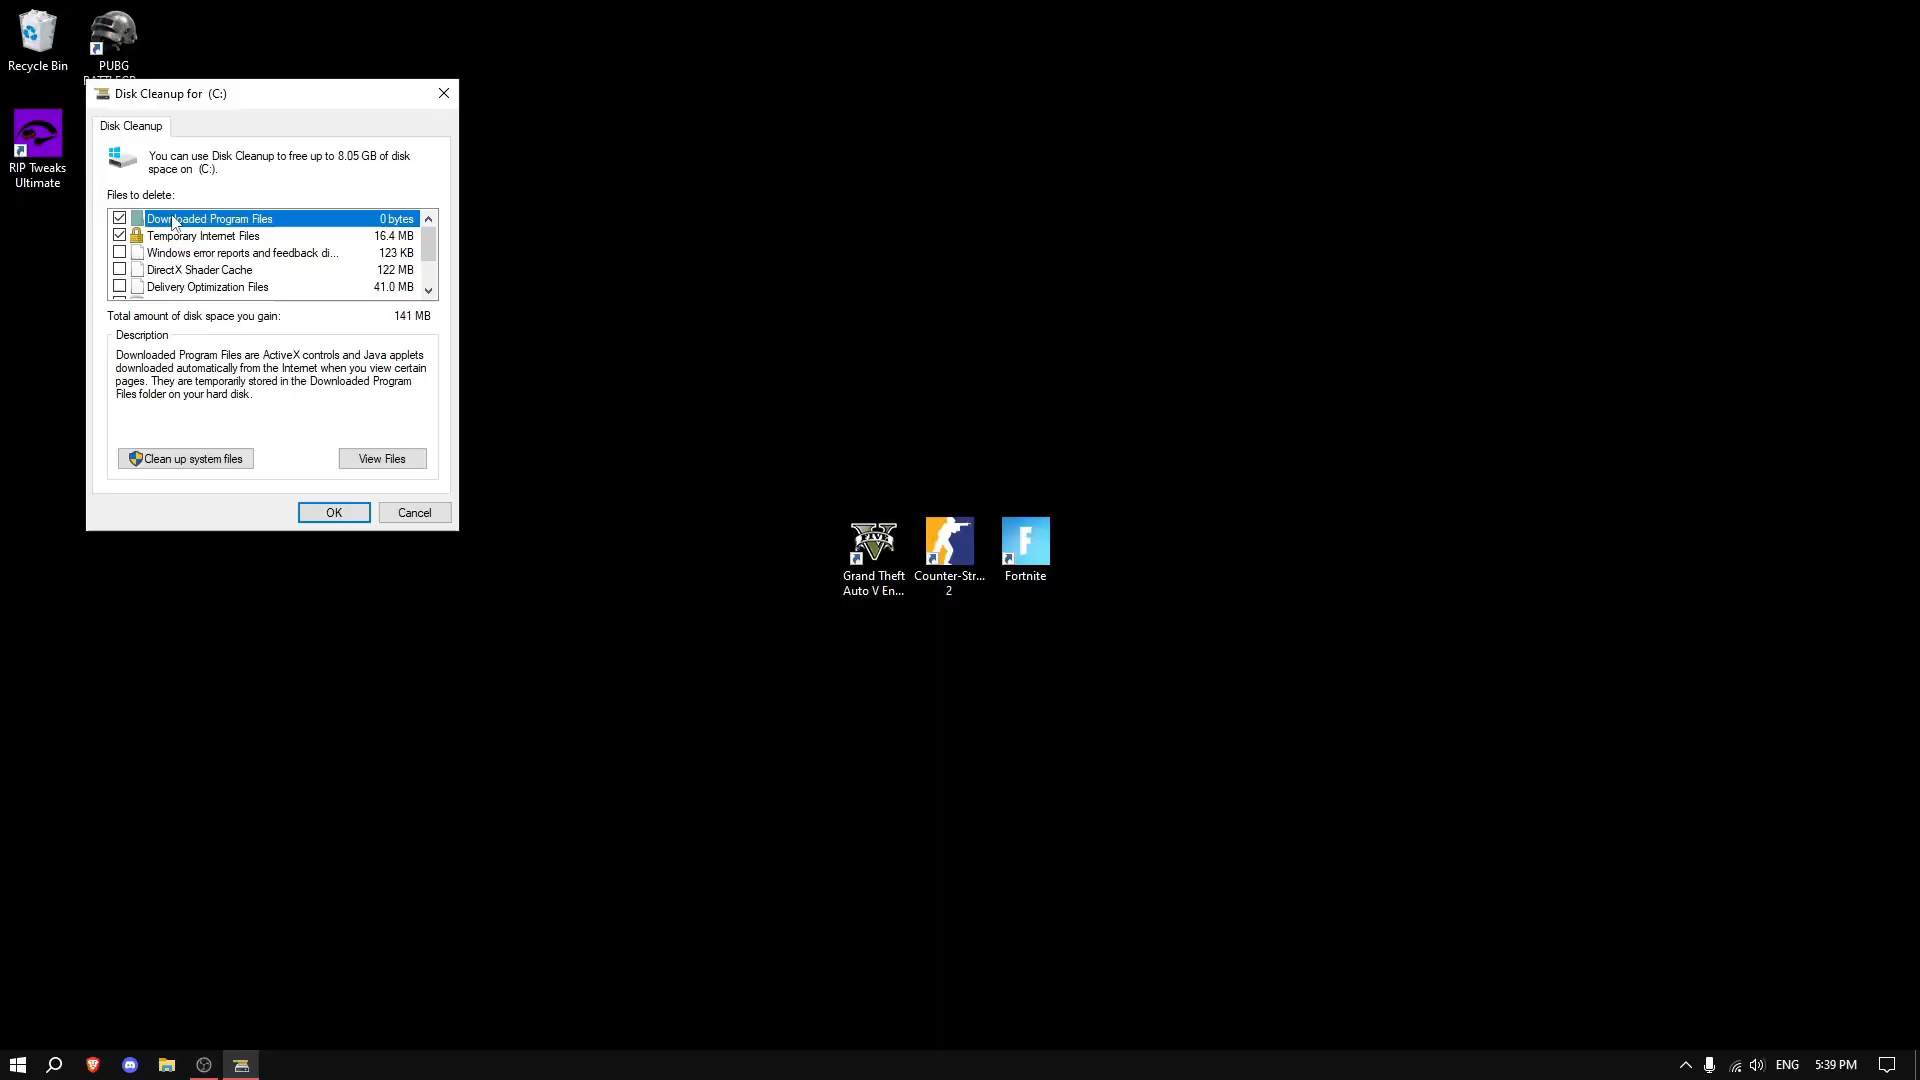 Recycle Bin
PUBG
RIP Tweaks
Ultimate
Disk Cleanup for (C:)
Disk Cleanup
You can use Disk Cleanup to free up to 8.05 GB of disk
space on (C:).
Files to delete:
Downloaded Program Files 0 bytes
Temporary Internet Files 16.4 MB
Windows error reports and feedback di... 123 KB
DirectX Shader Cache 122 MB
Delivery Optimization Files 41.0 MB
Total amount of disk space you gain: 141 MB
Description
Downloaded Program Files are ActiveX controls and Java applets
downloaded automatically from the Internet when you view certain
pages. They are temporarily stored in the Downloaded Program
Files folder on your hard disk.
Clean up system files
View Files
OK
Cancel
FIVE
F
Grand Theft
Auto V En...
Counter-Str...
2
Fortnite
ENG
5:39 PM